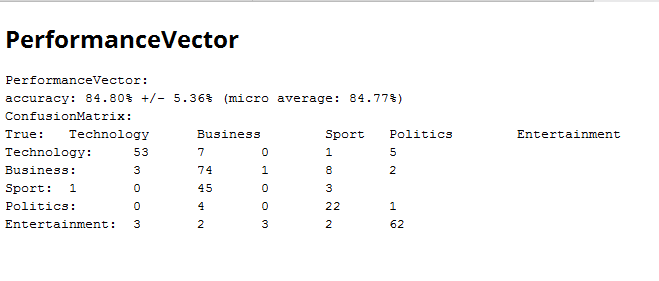 PerformanceVector
PerformanceVector:
accuracy: 84.80% +/- 5.36% (micro average: 84.77%)
ConfusionMatrix:
True: Technology Business Sport Politics Entertainment
Technology: 53 7 0 1 5
Business: 3 74 1 8 2
Sport: 1 0 45 0 3
Politics: 0 4 0 22 1
Entertainment: 3 2 3 2 62